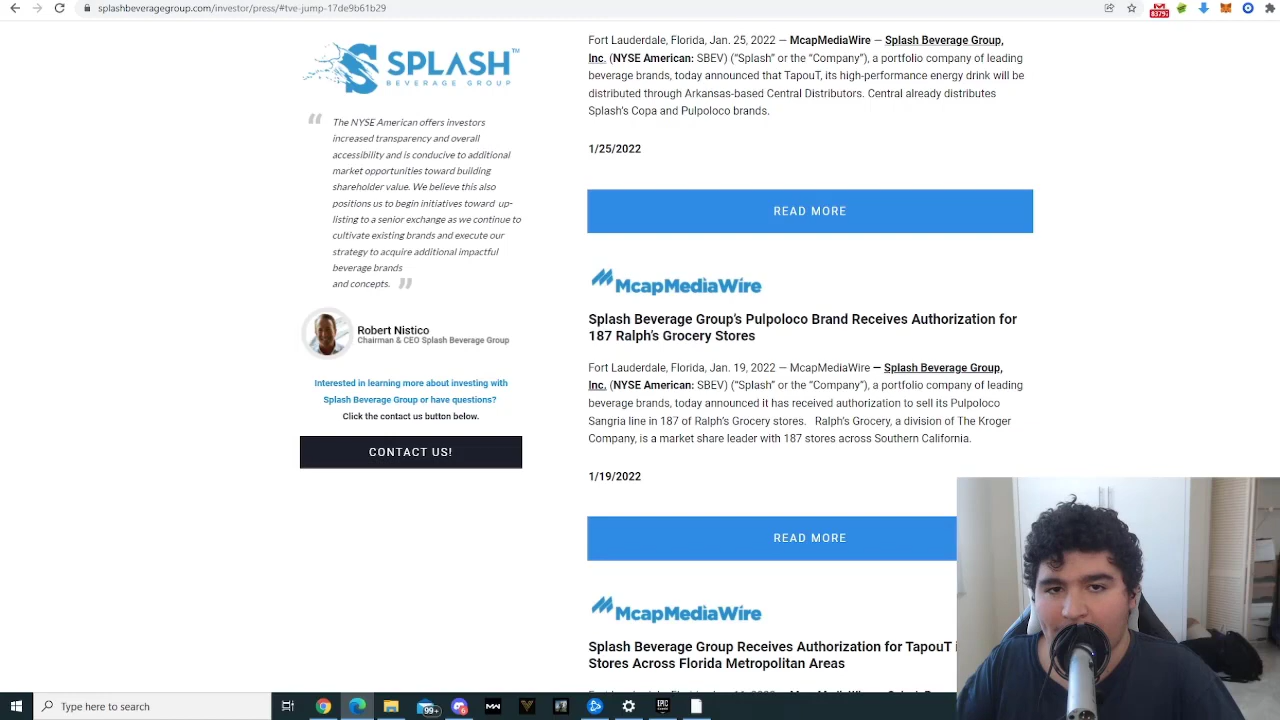 splashbeveragegroup.com/investor/press/#tve-jump-17de9b61b29
83797
SPLASH™
BEVERAGE GROUP
“
The NYSE American offers investors
increased transparency and overall
accessibility and is conducive to additional
market opportunities toward building
shareholder value. We believe this also
positions us to begin initiatives toward up-
listing to a senior exchange as we continue to
cultivate existing brands and execute our
strategy to acquire additional impactful
beverage brands
and concepts. ”
Robert Nistico
Chairman & CEO Splash Beverage Group
Interested in learning more about investing with
Splash Beverage Group or have questions?
Click the contact us button below.
CONTACT US!
Fort Lauderdale, Florida, Jan. 25, 2022 — McapMediaWire — Splash Beverage Group,
Inc. (NYSE American: SBEV) (“Splash” or the “Company”), a portfolio company of leading
beverage brands, today announced that TapouT, its high-performance energy drink will be
distributed through Arkansas-based Central Distributors. Central already distributes
Splash's Copa and Pulpoloco brands.
1/25/2022
READ MORE
McapMediaWire
Splash Beverage Group’s Pulpoloco Brand Receives Authorization for
187 Ralph’s Grocery Stores
Fort Lauderdale, Florida, Jan. 19, 2022 — McapMediaWire — Splash Beverage Group,
Inc. (NYSE American: SBEV) (“Splash” or the “Company”), a portfolio company of leading
beverage brands, today announced it has received authorization to sell its Pulpoloco
Sangria line in 187 of Ralph’s Grocery stores. Ralph’s Grocery, a division of The Kroger
Company, is a market share leader with 187 stores across Southern California.
1/19/2022
READ MORE
McapMediaWire
Splash Beverage Group Receives Authorization for TapouT
Stores Across Florida Metropolitan Areas
Type here to search
99+
EPIC